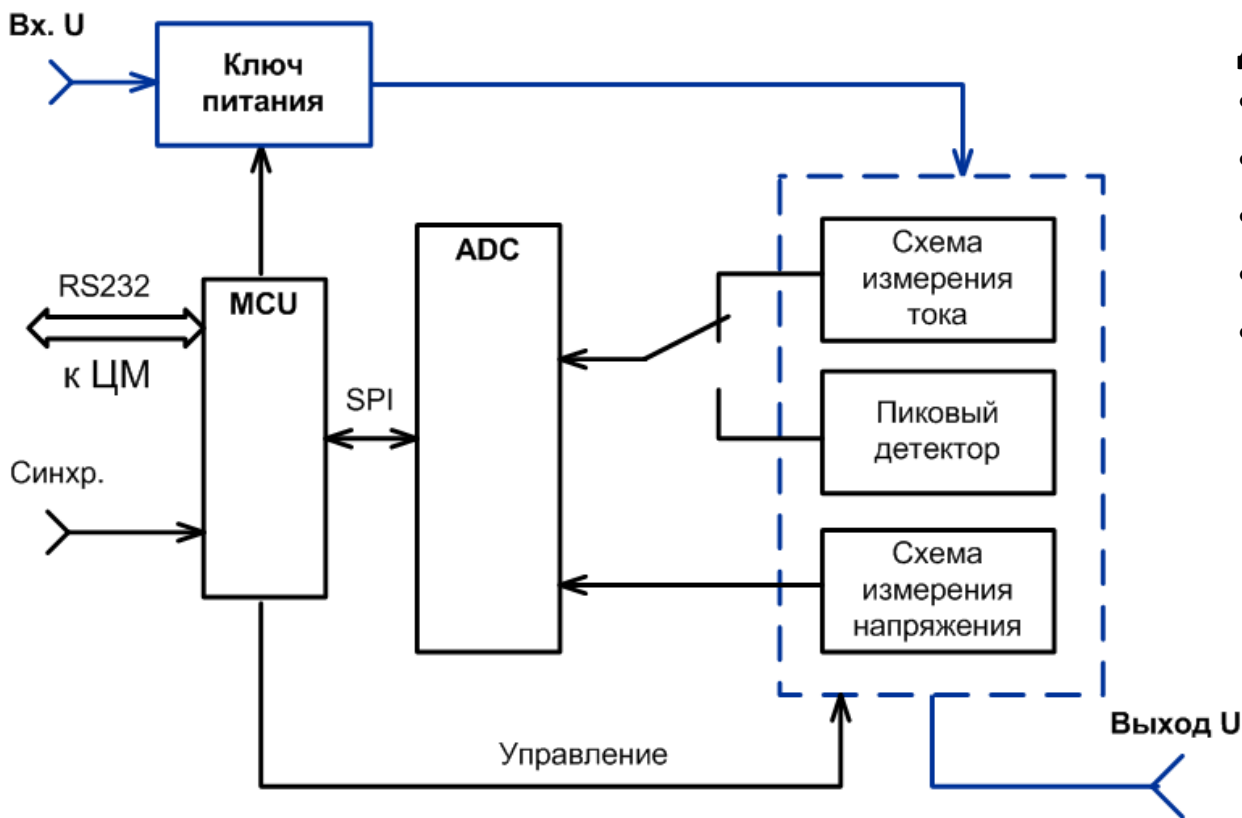 Вх. U
Ключ
питания
ADC
Схема
измерения
тока
RS232
MCU
к ЦМ
SPI
Пиковый
детектор
Синхр.
Схема
измерения
напряжения
Выход U
Управление